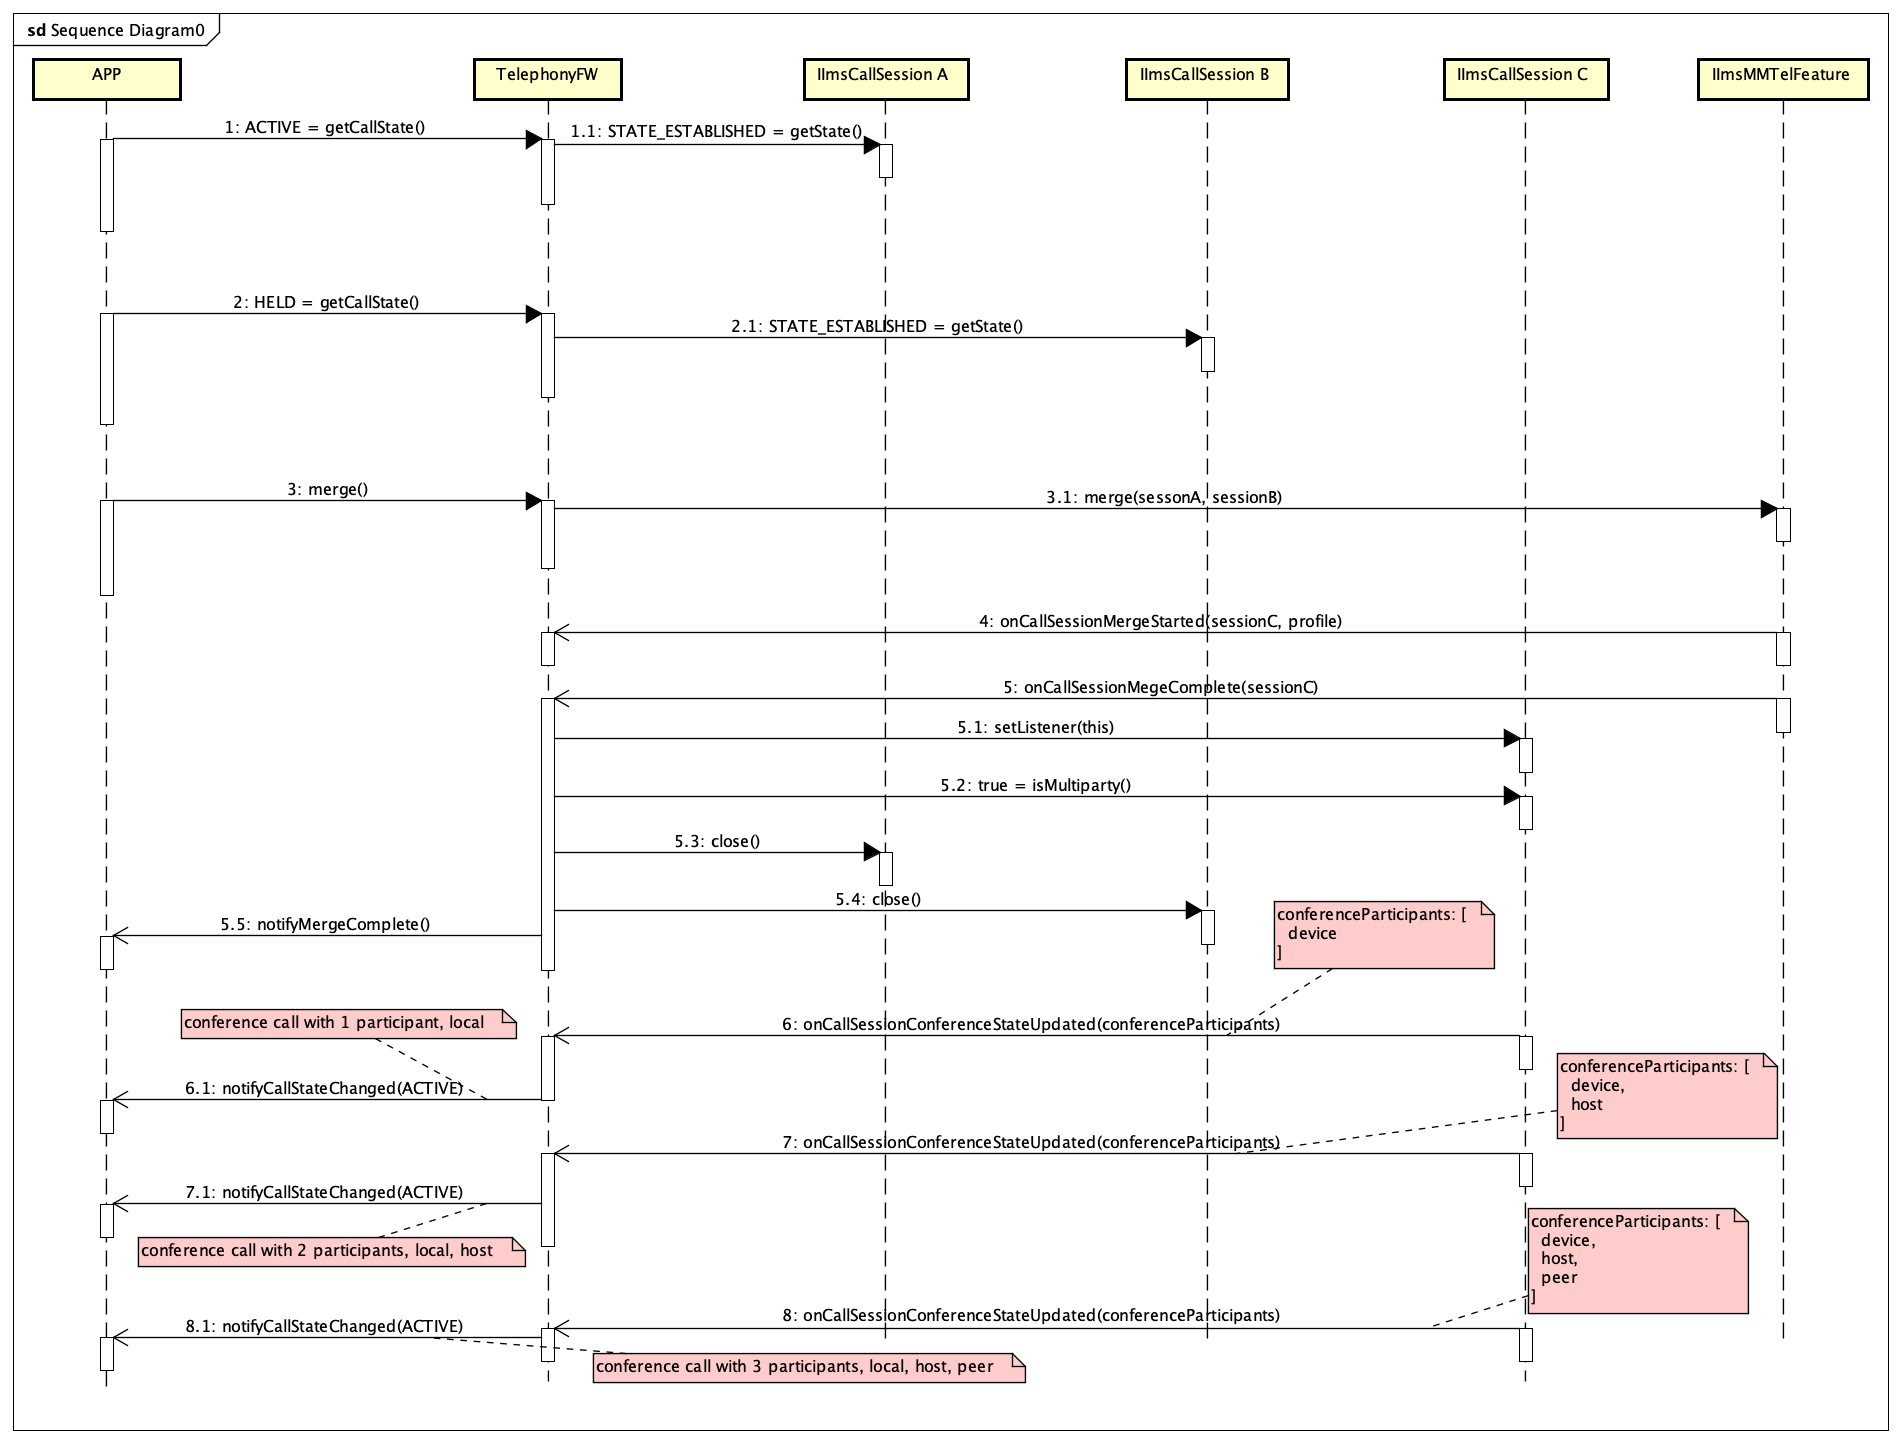 sd Sequence Diagram0
APP
TelephonyFW
IImsCallSession A
IImsCallSession B
IImsCallSession C
IImsMMTelFeature
1: ACTIVE = getCallState()
1.1: STATE_ESTABLISHED = getState()
2: HELD = getCallState()
2.1: STATE_ESTABLISHED = getState()
3: merge()
3.1: merge(sessonA, sessionB)
4: onCallSessionMergeStarted(sessionC, profile)
5: onCallSessionMegeComplete(sessionC)
5.1: setListener(this)
5.2: true = isMultiparty()
5.3: close()
5.4: close()
5.5: notifyMergeComplete()
conferenceParticipants: [
device
]
conference call with 1 participant, local
6: onCallSessionConferenceStateUpdated(conferenceParticipants)
6.1: notifyCallStateChanged(ACTIVE)
conferenceParticipants: [
device,
host
]
7: onCallSessionConferenceStateUpdated(conferenceParticipants)
7.1: notifyCallStateChanged(ACTIVE)
conference call with 2 participants, local, host
conferenceParticipants: [
device,
host,
peer
]
8: onCallSessionConferenceStateUpdated(conferenceParticipants)
8.1: notifyCallStateChanged(ACTIVE)
conference call with 3 participants, local, host, peer